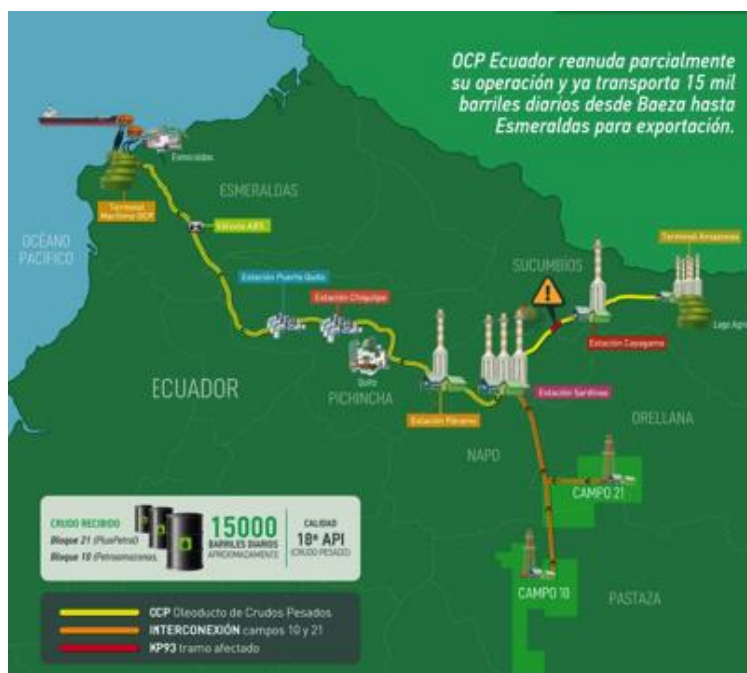 OCP Ecuador reanuda parcialmente
su operación y ya transporta 15 mil
barriles diarios desde Baeza hasta
Esmeraldas para exportación.
Esmeraldas
ESMERALDAS
Terminal
Marítimo OCP
OCÉANO
PACÍFICO
SUCUMBÍOS
Terminal Amazonas
Estación Puerto Quito
Estación Chiquilpe
Estación Cayagama
Lago Agrio
Quito
ECUADOR
PICHINCHA
Estación Páramo
Estación Sardinas
ORELLANA
NAPO
CAMPO 21
CAMPO 10
PASTAZA
CRUDO RECIBIDO
Bloque 21 (PlusPetrol)
Bloque 10 (Petroamazonas)
15000
BARRILES DIARIOS
APROXIMADAMENTE
CALIDAD
18º API
(CRUDO PESADO)
OCP Oleoducto de Crudos Pesados
INTERCONEXIÓN campos 10 y 21
KP93 tramo afectado